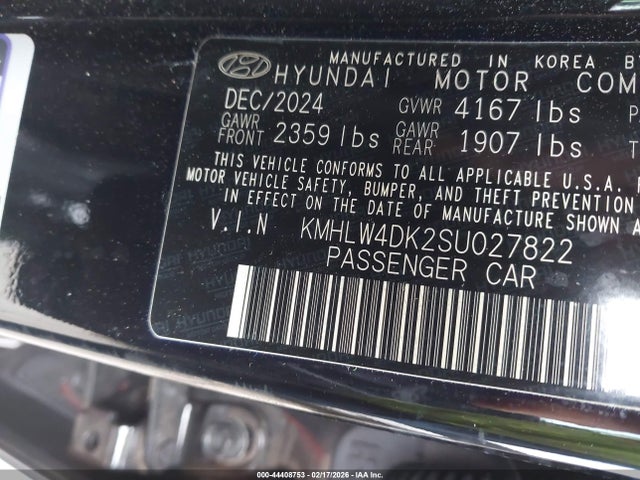 MANUFACTURED IN KOREA BY
HYUNDAI MOTOR COM
DEC/2024 GVWR 4167 lbs P
GAWR FRONT 2359 lbs GAWR REAR 1907 lbs T
THIS VEHICLE CONFORMS TO ALL APPLICABLE U.S.A. F
MOTOR VEHICLE SAFETY, BUMPER, AND THEFT PREVENTION
IN EFFECT ON THE DATE OF MANUFACTURE SHOWN A
V.I.N KMHLW4DK2SU027822
PASSENGER CAR
000-44408753 - 02/17/2026 - IAA Inc.